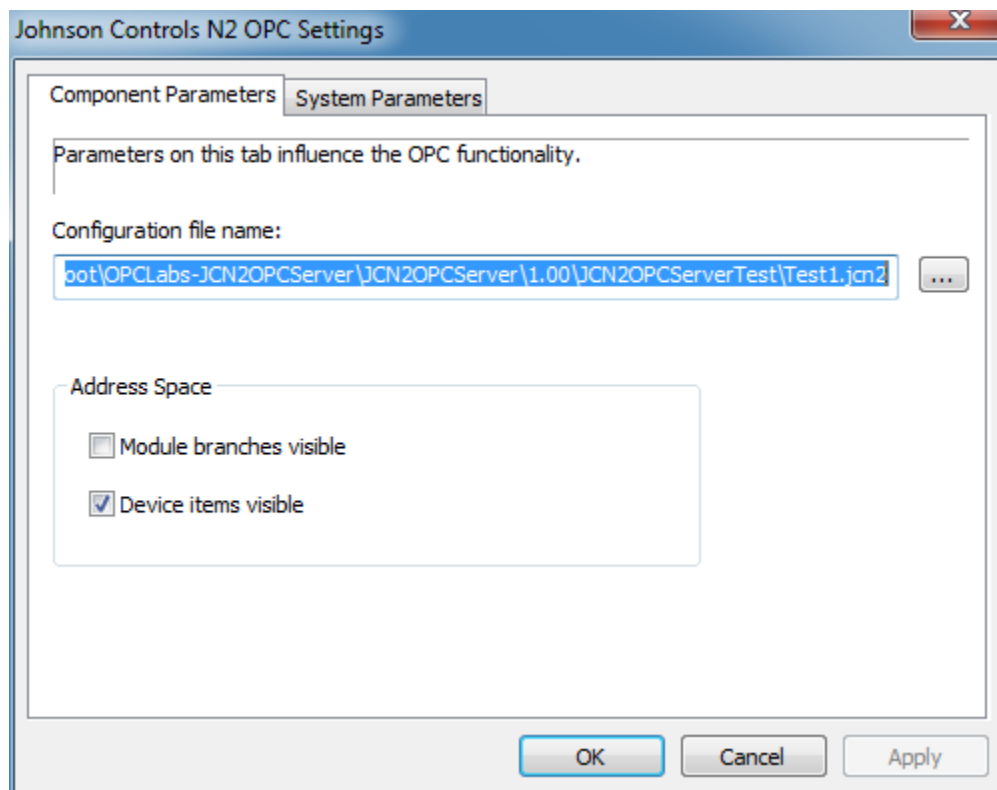 Johnson Controls N2 OPC Settings
Component Parameters
System Parameters
Parameters on this tab influence the OPC functionality.
Configuration file name:
oot\OPCLabs-JCN2OPCServer\JCN2OPCServer\1.00\JCN2OPCServerTest\Test1.jcn2
...
Address Space
Module branches visible
Device items visible
OK
Cancel
Apply